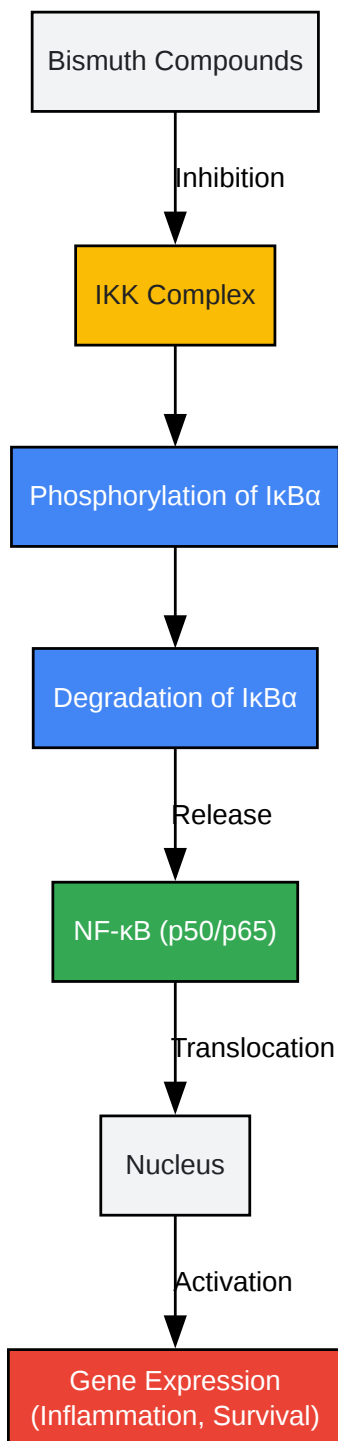 Bismuth Compounds
Inhibition
IKK Complex
Phosphorylation of IκBα
Degradation of IκBα
Release
NF-κB (p50/p65)
Translocation
Nucleus
Activation
Gene Expression
(Inflammation, Survival)